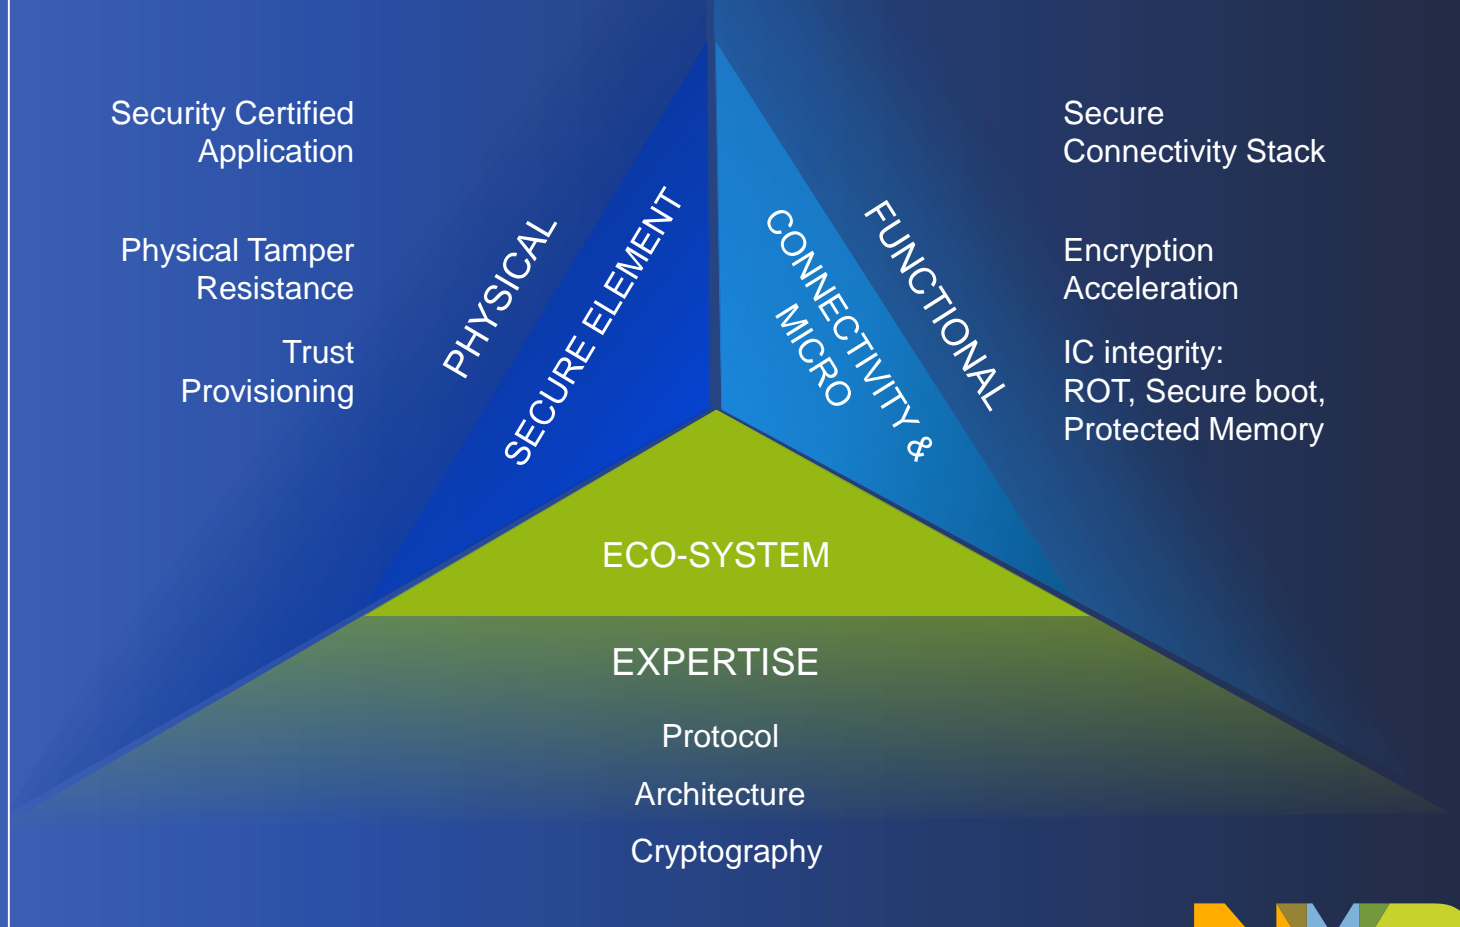 Security Certified
Application
Physical Tamper
Resistance
Trust
Provisioning
PHYSICAL
SECURE ELEMENT
CONNECTIVITY &
MICRO
FUNCTIONAL
Secure
Connectivity Stack
Encryption
Acceleration
IC integrity:
ROT, Secure boot,
Protected Memory
ECO-SYSTEM
EXPERTISE
Protocol
Architecture
Cryptography